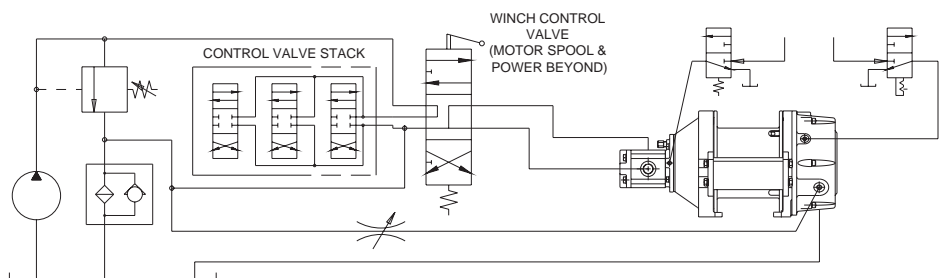 WINCH CONTROL
VALVE
(MOTOR SPOOL &
POWER BEYOND)
CONTROL VALVE STACK